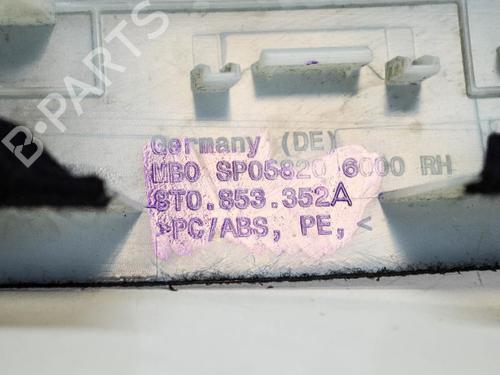 B-PARTS
Germany (DE)
MBO SP05820 6000 RH
8T0.853.352A
>PC/ABS, PE, <